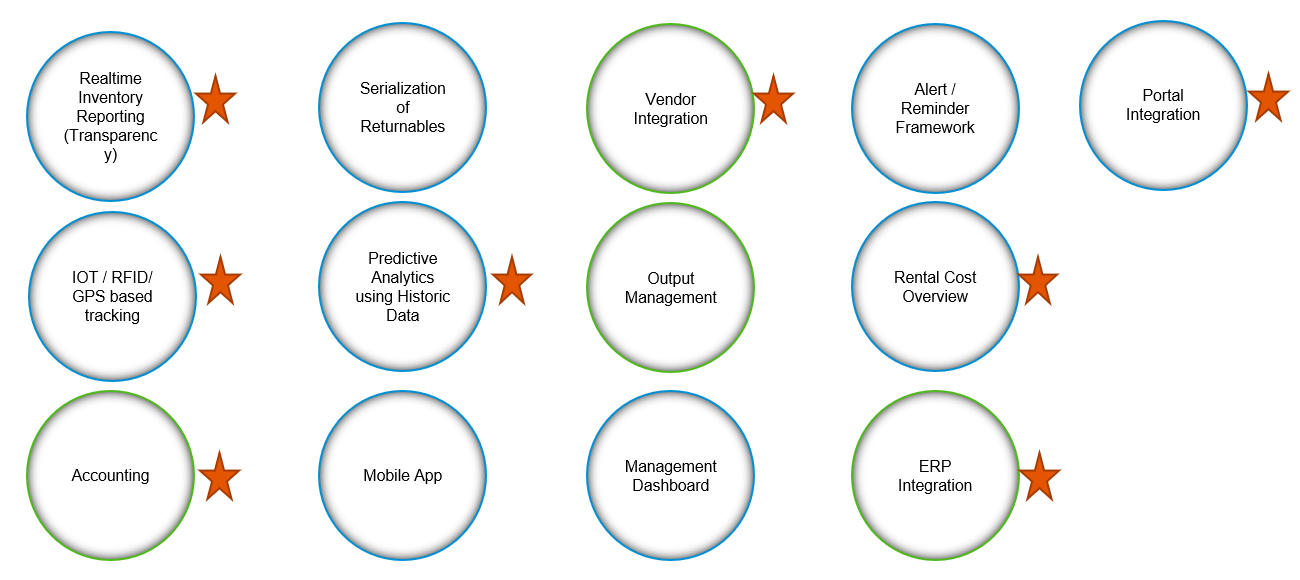 Realtime
Inventory
Reporting
(Transparenc
y)
Serialization
of
Returnables
Vendor
Integration
Alert /
Reminder
Framework
Portal
Integration
IOT / RFID/
GPS based
tracking
Predictive
Analytics
using Historic
Data
Output
Management
Rental Cost
Overview
Accounting
Mobile App
Management
Dashboard
ERP
Integration